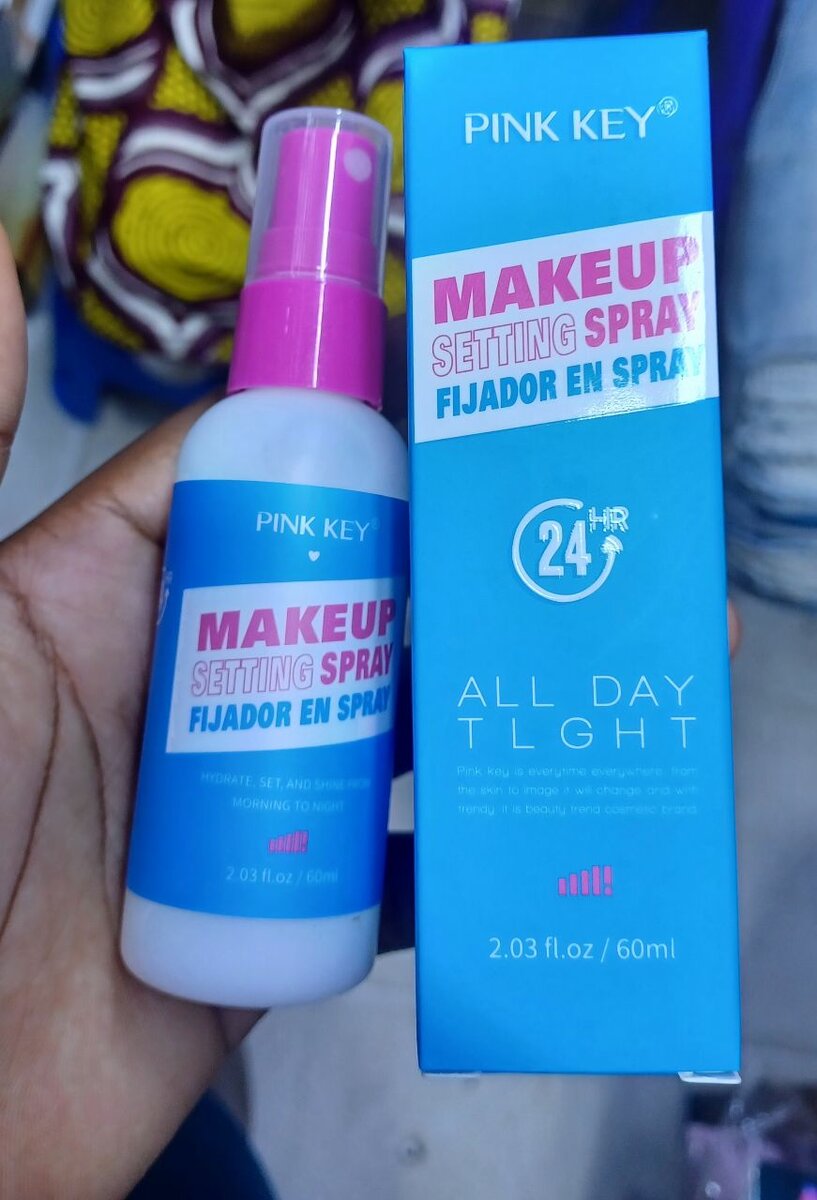 PINK KEY®
MAKEUP
SETTING SPRAY
FIJADOR EN SPRAY
HYDRATE, SET, AND SHINE FROM
MORNING TO NIGHT
2.03 fl.oz / 60ml
PINK KEY
MAKEUP
SETTING SPRAY
FIJADOR EN SPRAY
24 HR
ALL DAY
TLGHT
Pink key is everytime everywhere, from
the skin to image it will change and with
trendy, it is beauty trend cosmetic brand
2.03 fl.oz / 60ml